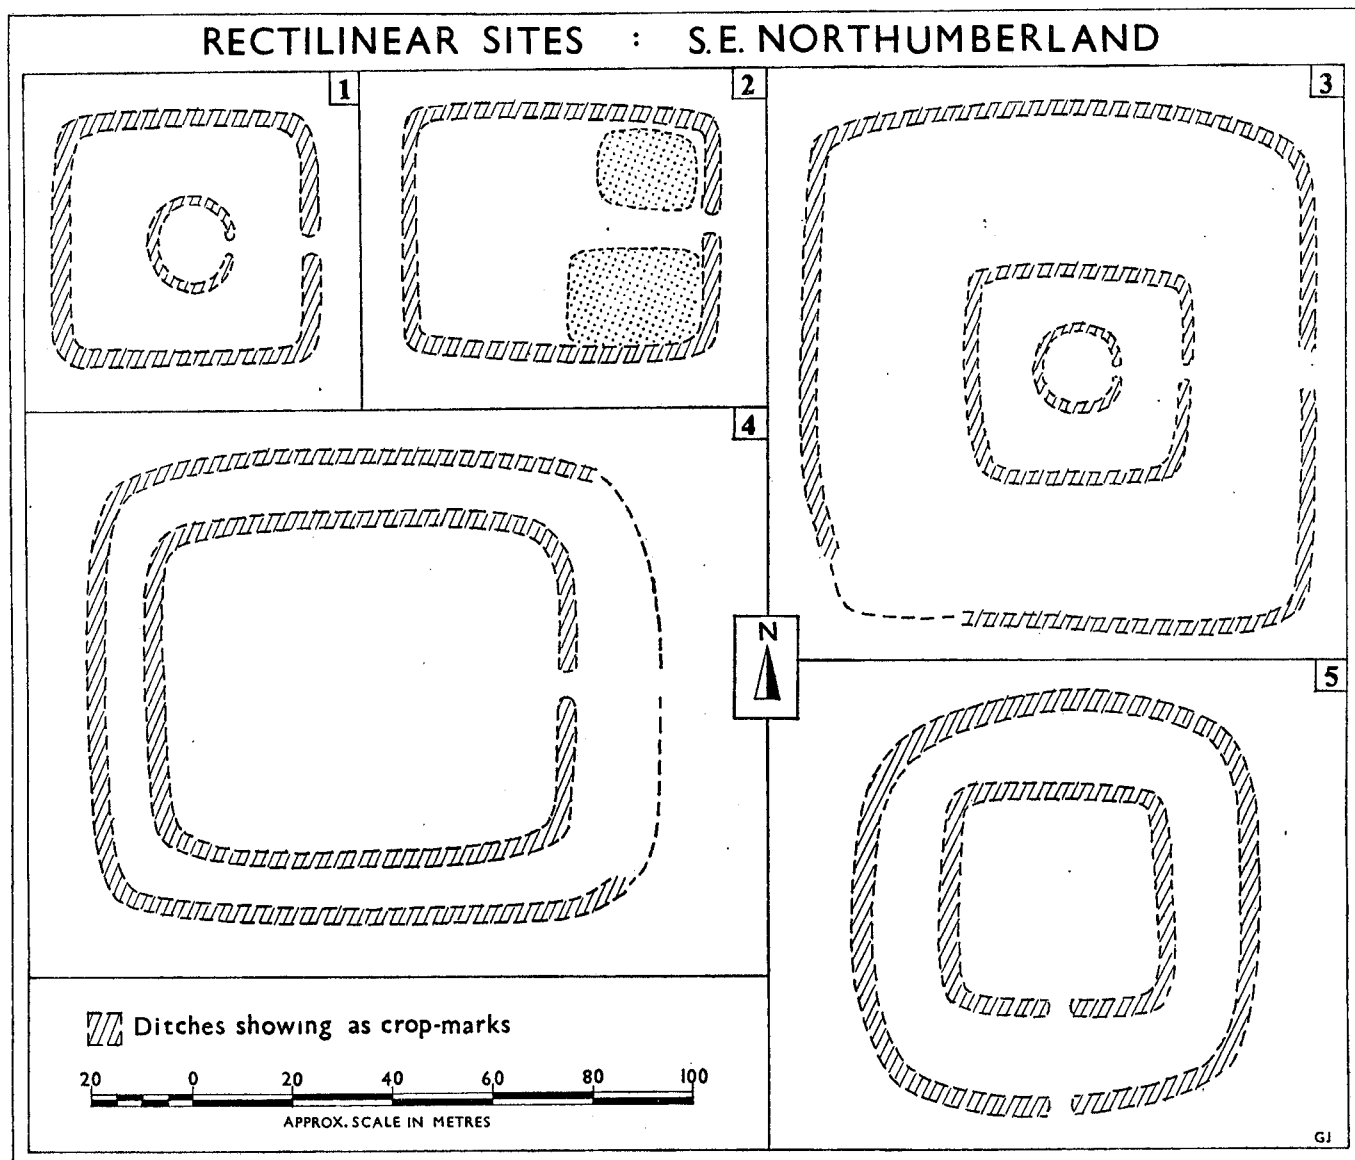 RECTILINEAR SITES : S.E. NORTHUMBERLAND
1
2
3
4
N
5
Ditches showing as crop-marks
20 0 20 40 60 80 100
APPROX. SCALE IN METRES
GJ